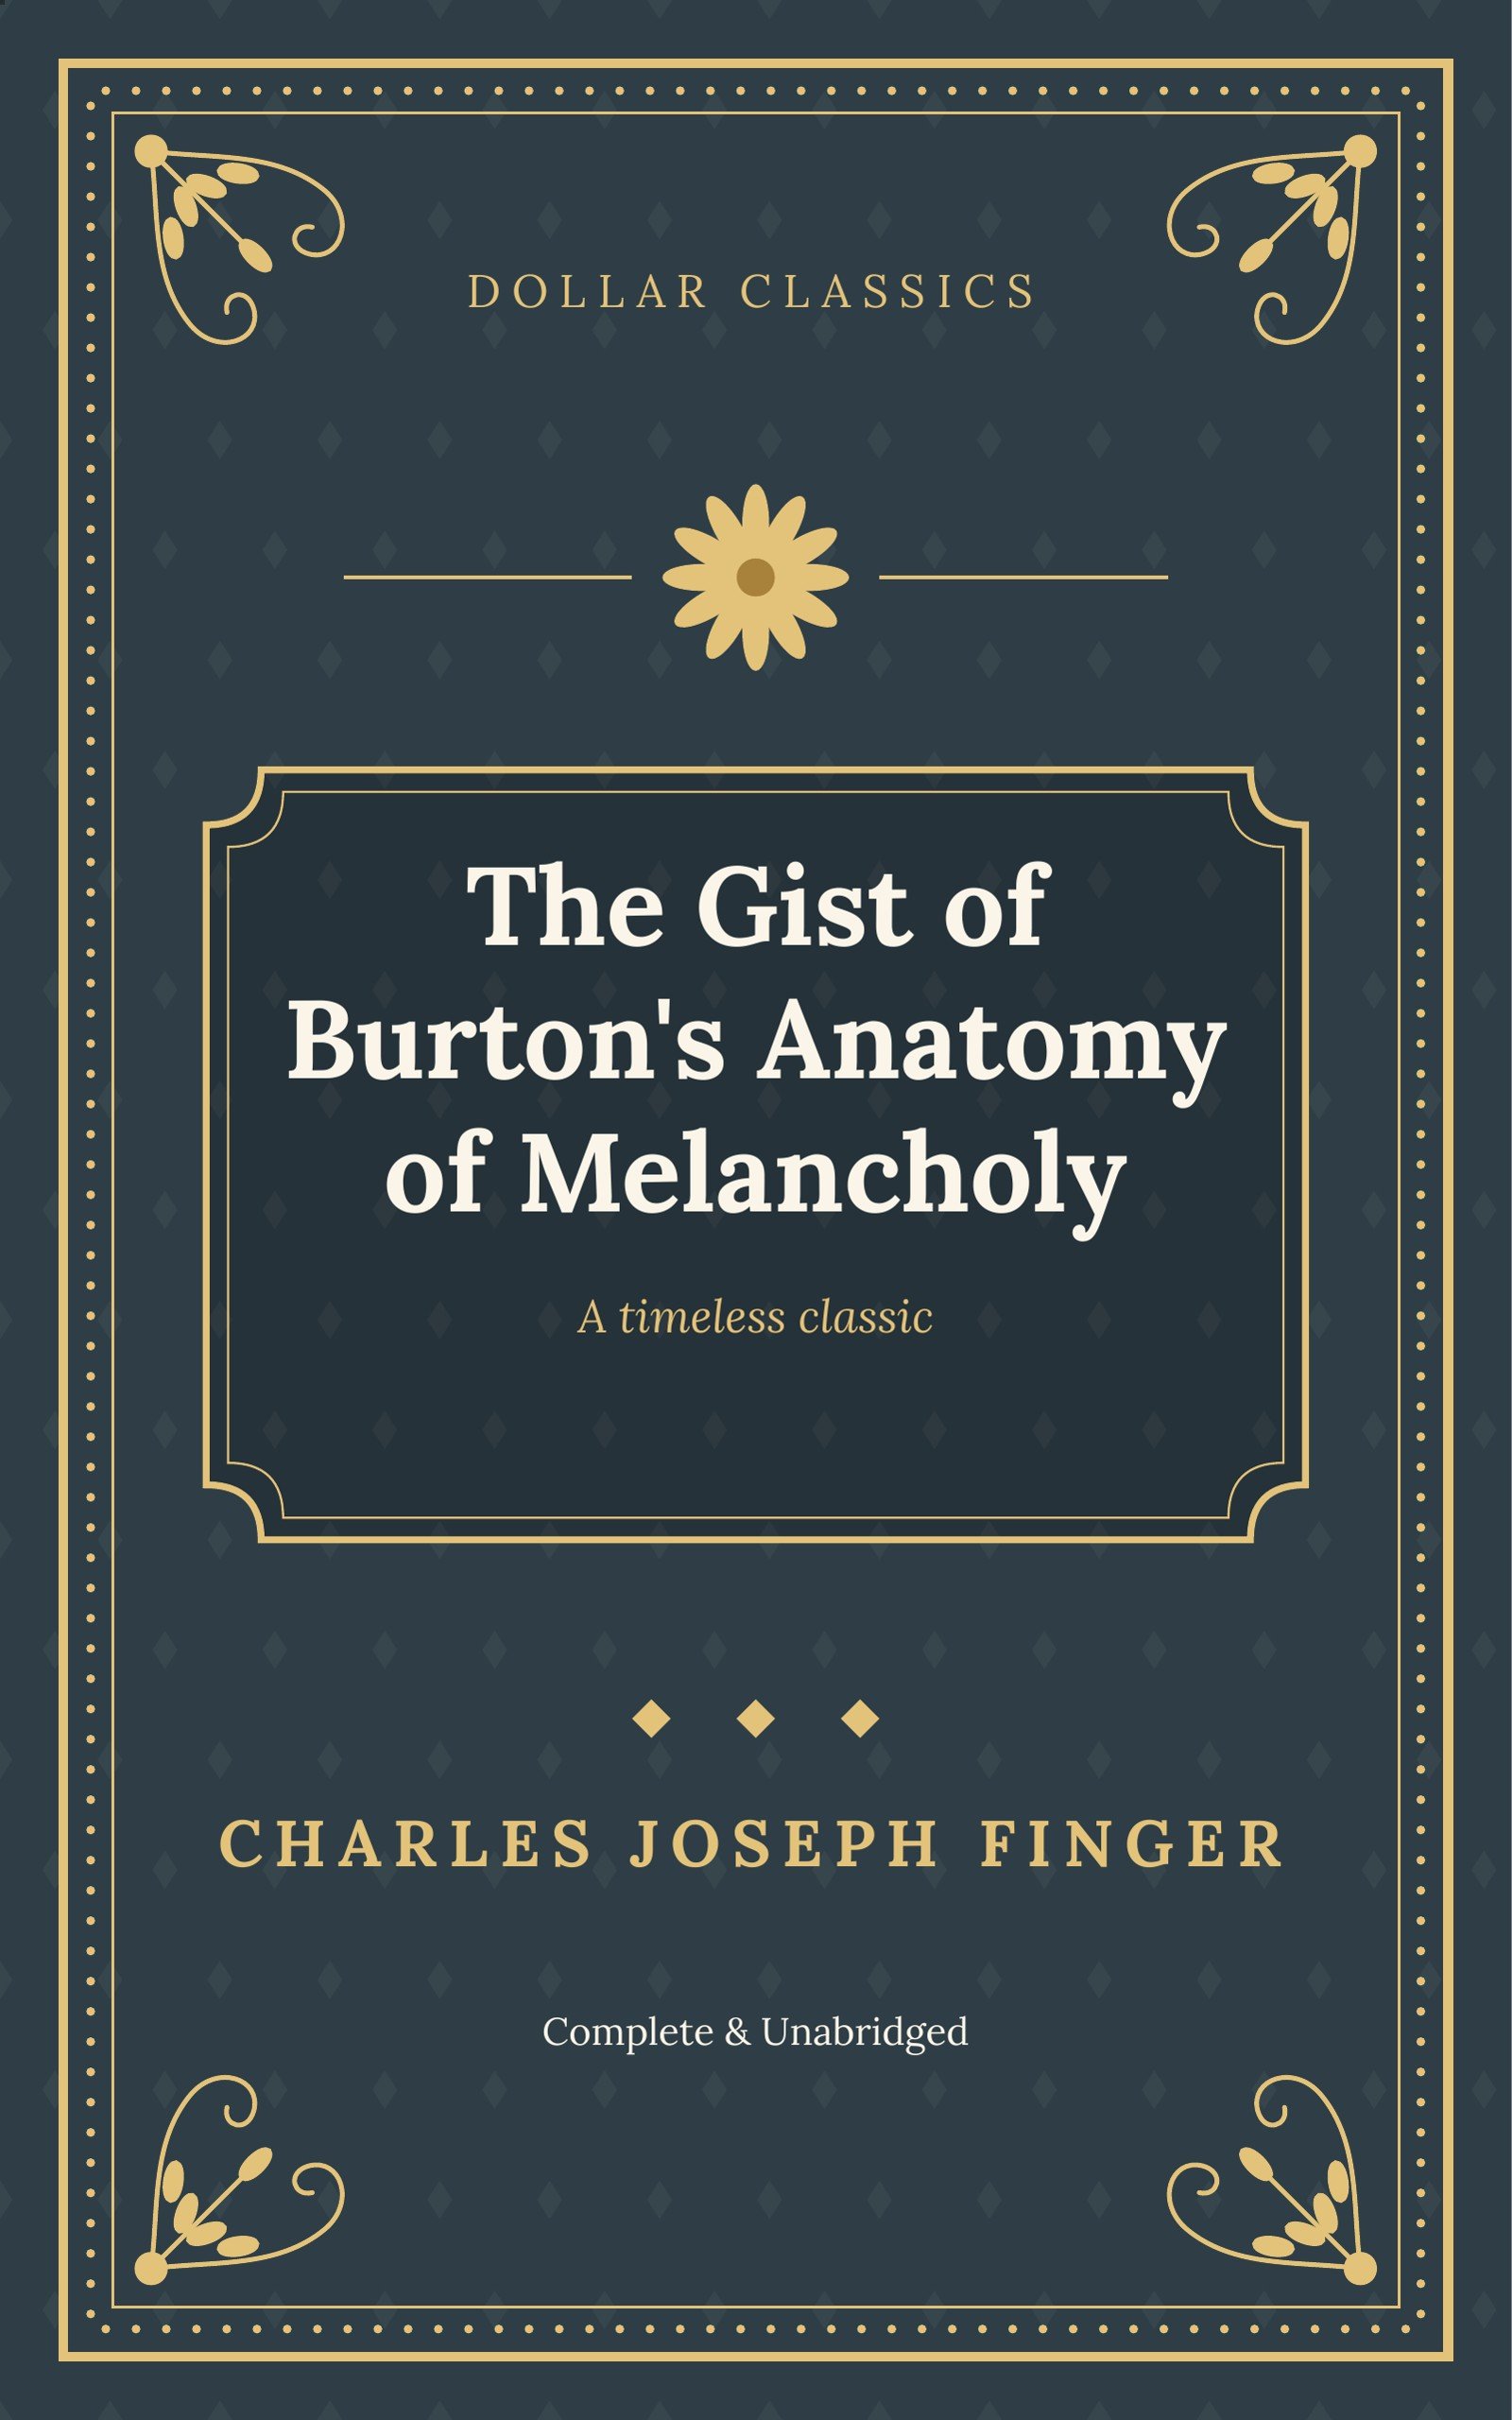 DOLLAR CLASSICS
The Gist of
Burton's Anatomy
of Melancholy
A timeless classic
CHARLES JOSEPH FINGER
Complete & Unabridged